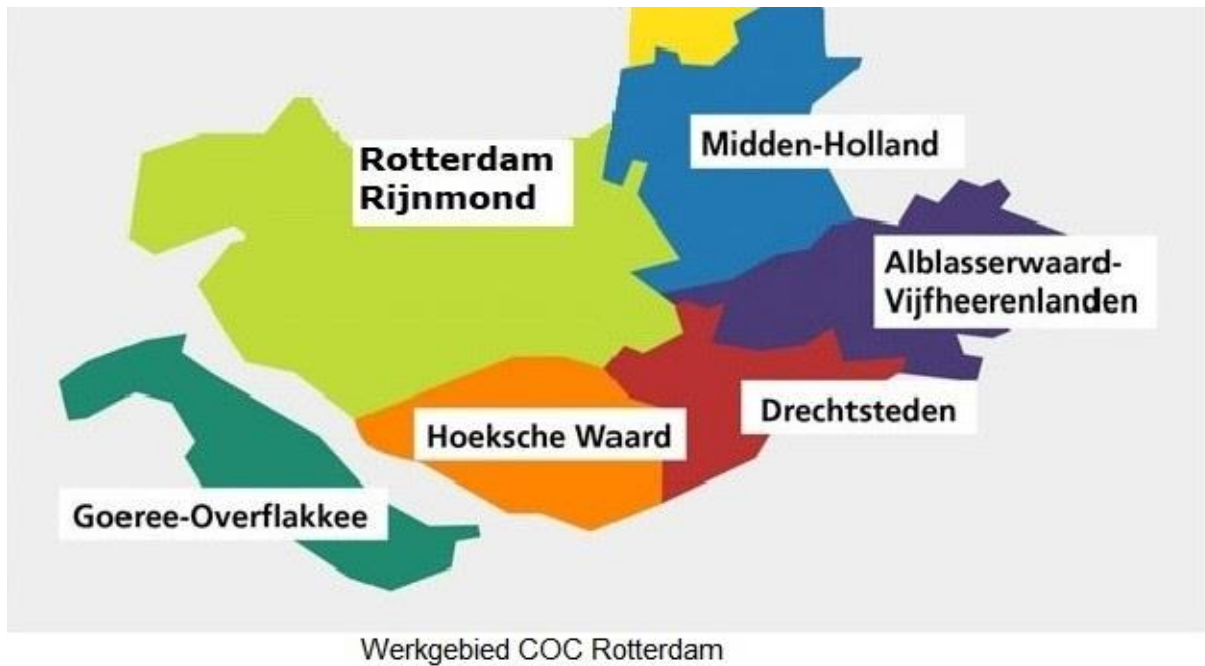 Midden-Holland
Rotterdam
Rijnmond
Alblasserwaard-
Vijfheerenlanden
Drechtsteden
Hoeksche Waard
Goeree-Overflakkee
Werkgebied COC Rotterdam